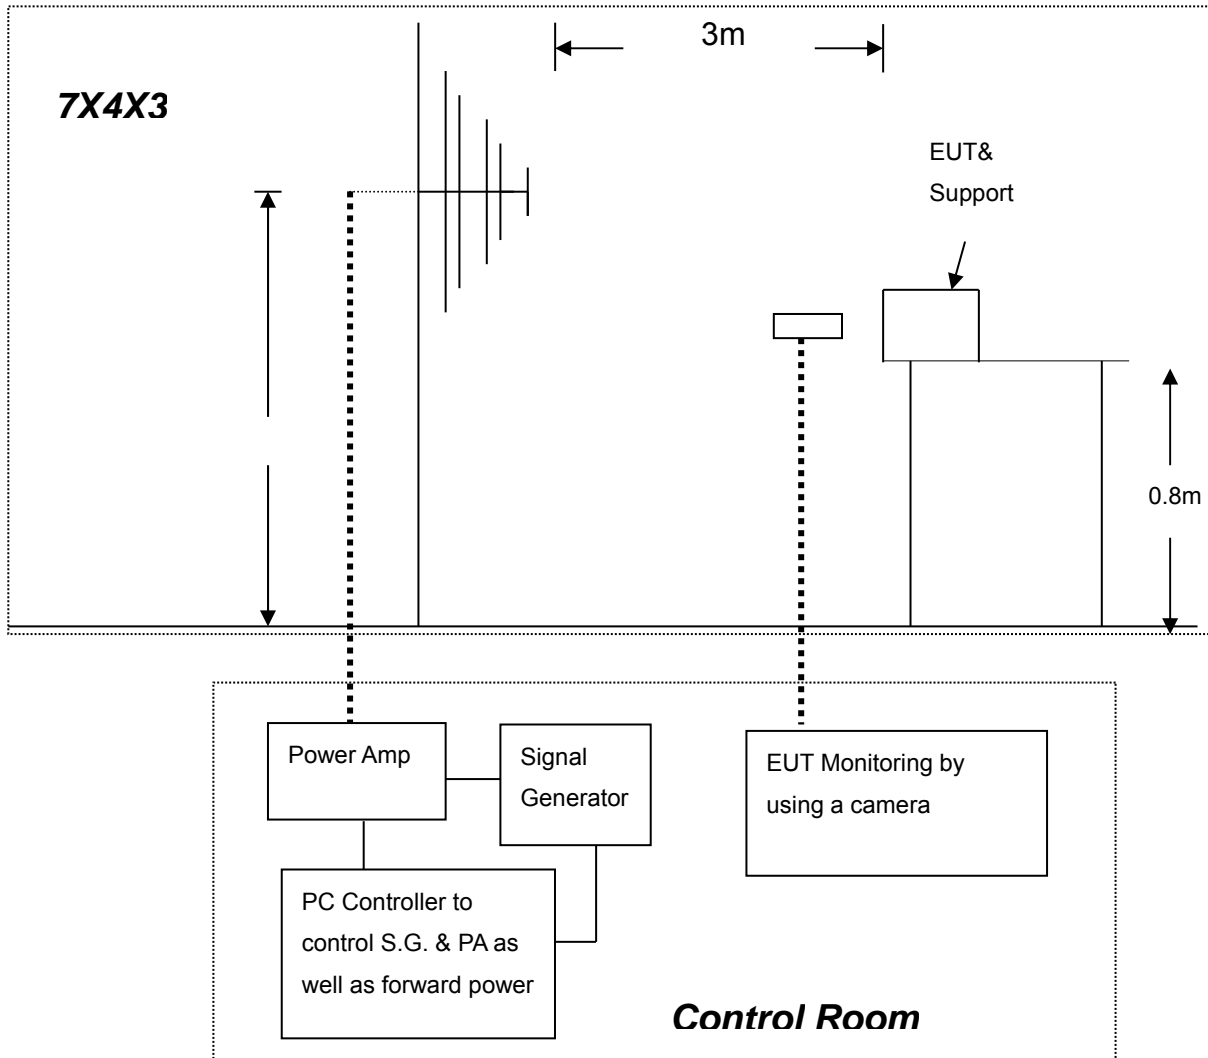 3m
7X4X3
EUT&
Support
0.8m
Power Amp
Signal
Generator
EUT Monitoring by
using a camera
PC Controller to
control S.G. & PA as
well as forward power
Control Room